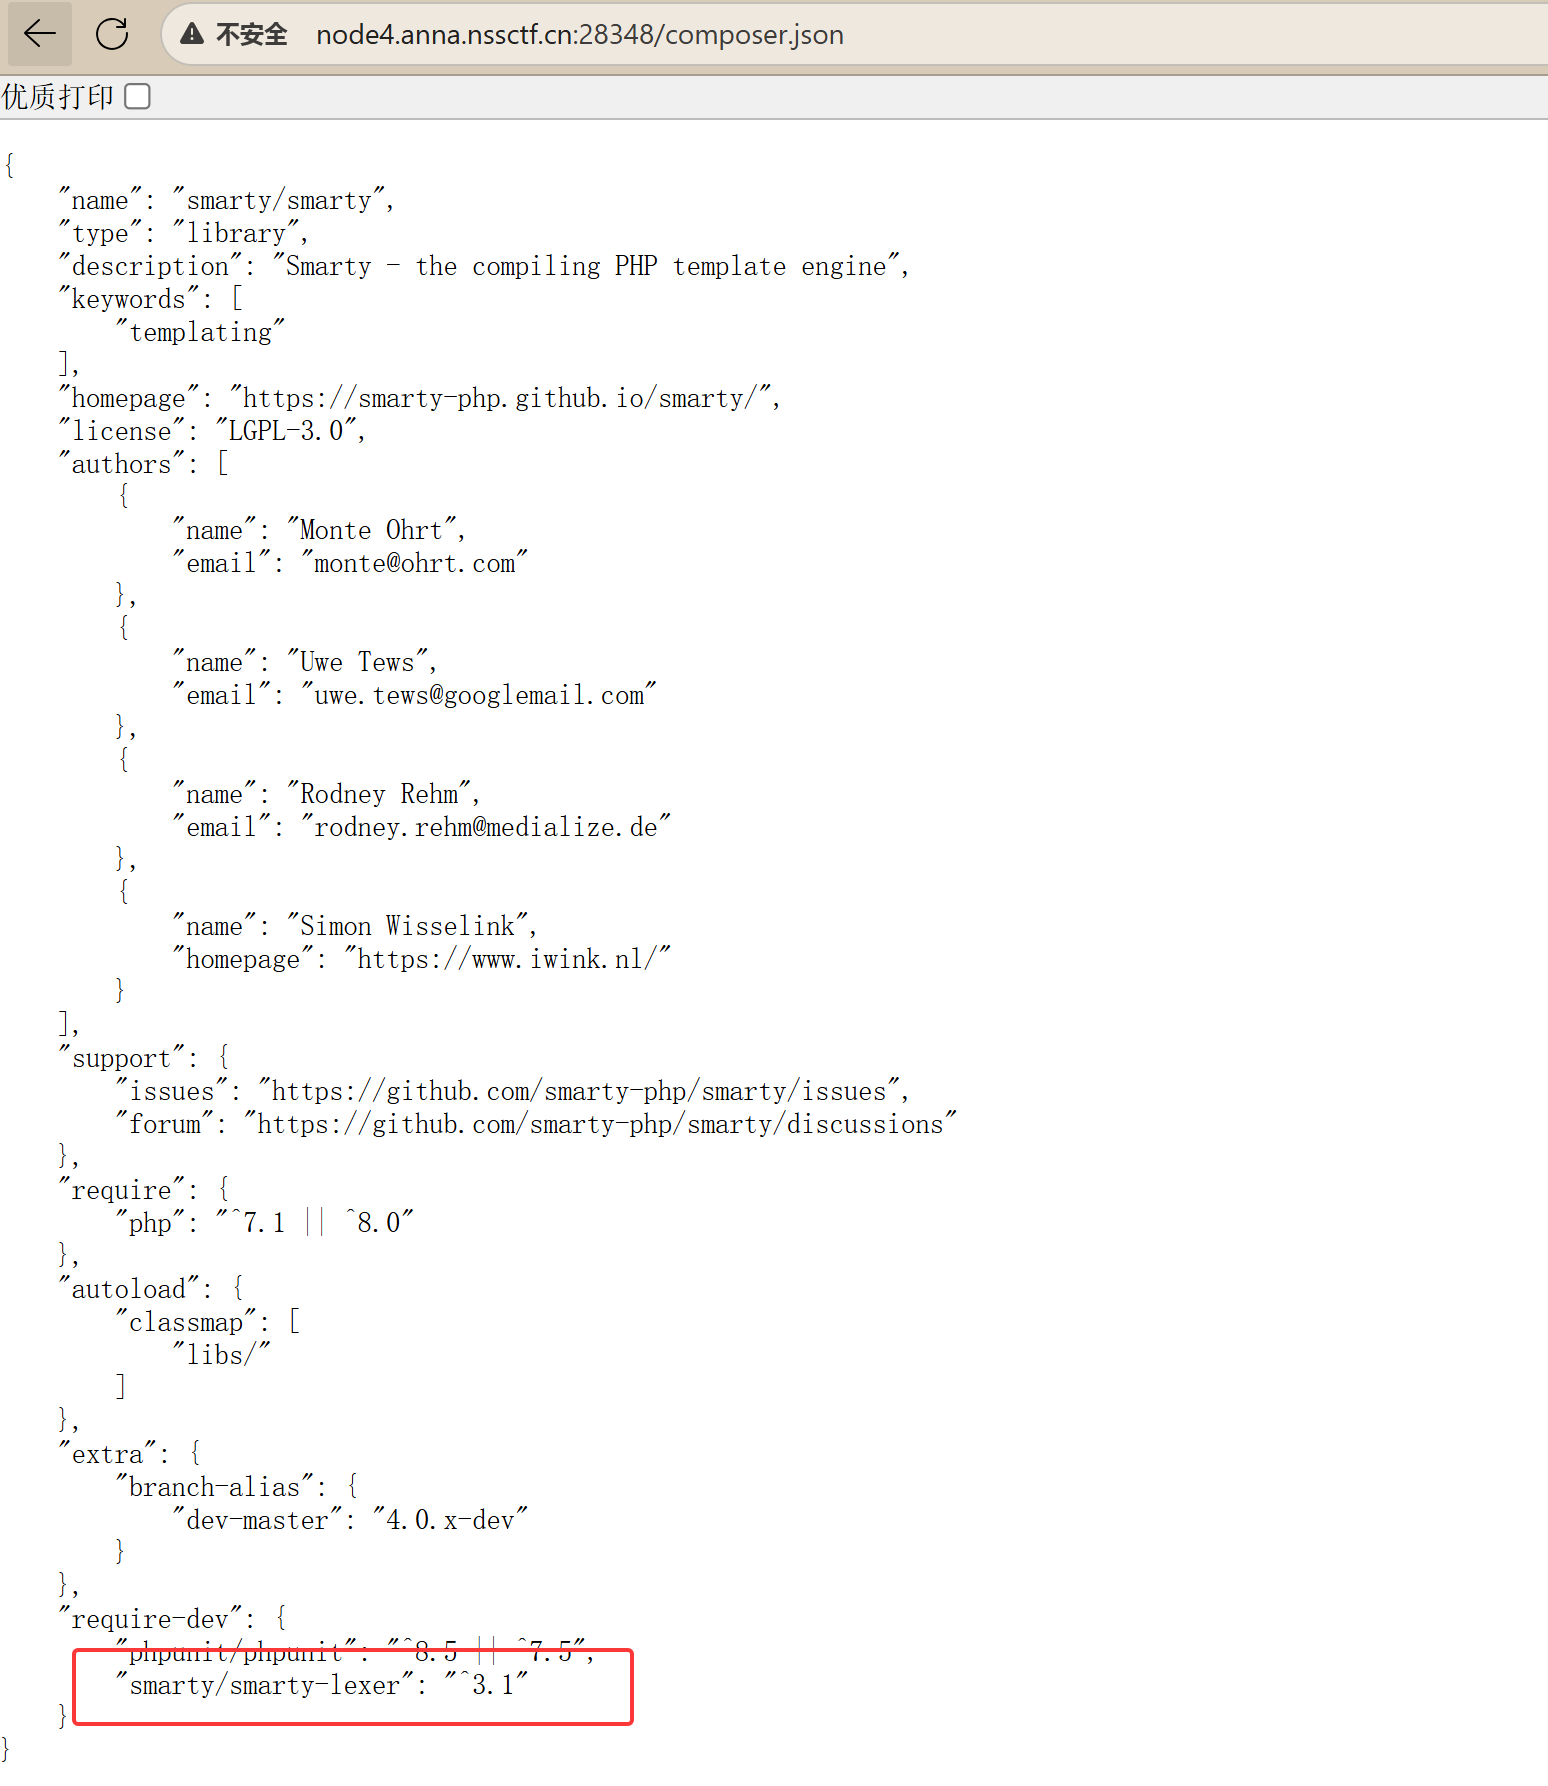 不安全 node4.anna.nssctf.cn:28348/composer.json
优质打印
{
    "name": "smarty/smarty",
    "type": "library",
    "description": "Smarty - the compiling PHP template engine",
    "keywords": [
        "templating"
    ],
    "homepage": "https://smarty-php.github.io/smarty/",
    "license": "LGPL-3.0",
    "authors": [
        {
            "name": "Monte Ohrt",
            "email": "monte@ohrt.com"
        },
        {
            "name": "Uwe Tews",
            "email": "uwe.tews@googlemail.com"
        },
        {
            "name": "Rodney Rehm",
            "email": "rodney.rehm@medialize.de"
        },
        {
            "name": "Simon Wisselink",
            "homepage": "https://www.iwink.nl/"
        }
    ],
    "support": {
        "issues": "https://github.com/smarty-php/smarty/issues",
        "forum": "https://github.com/smarty-php/smarty/discussions"
    },
    "require": {
        "php": "^7.1 || ^8.0"
    },
    "autoload": {
        "classmap": [
            "libs/"
        ]
    },
    "extra": {
        "branch-alias": {
            "dev-master": "4.0.x-dev"
        }
    },
    "require-dev": {
        "phpunit/phpunit": "^8.5 || ^7.5",
        "smarty/smarty-lexer": "^3.1"
    }
}